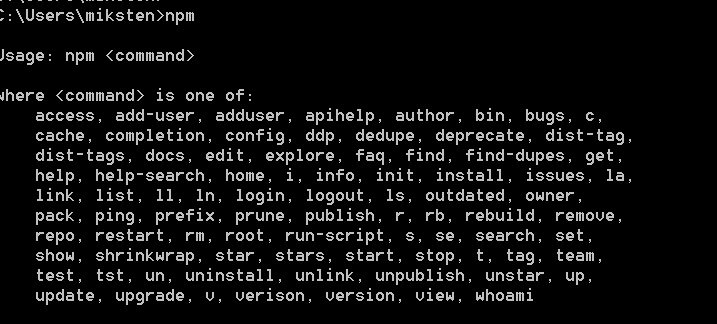 C:\Users\miksten>npm
Usage: npm <command>
where <command> is one of:
access, add-user, adduser, apihelp, author, bin, bugs, c,
cache, completion, config, ddp, dedupe, deprecate, dist-tag,
dist-tags, docs, edit, explore, faq, find, find-dupes, get,
help, help-search, home, i, info, init, install, issues, la,
link, list, ll, ln, login, logout, ls, outdated, owner,
pack, ping, prefix, prune, publish, r, rb, rebuild, remove,
repo, restart, rm, root, run-script, s, se, search, set,
show, shrinkwrap, star, stars, start, stop, t, tag, team,
test, tst, un, uninstall, unlink, unpublish, unstar, up,
update, upgrade, v, verison, version, view, whoami